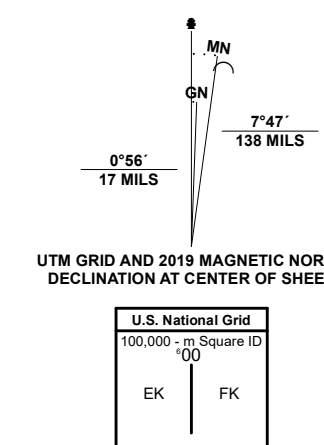 MN
GN
7°47´
138 MILS
0°56´
17 MILS
UTM GRID AND 2019 MAGNETIC NOR
DECLINATION AT CENTER OF SHEE
U.S. National Grid
100,000 - m Square ID
⁶00
EK FK